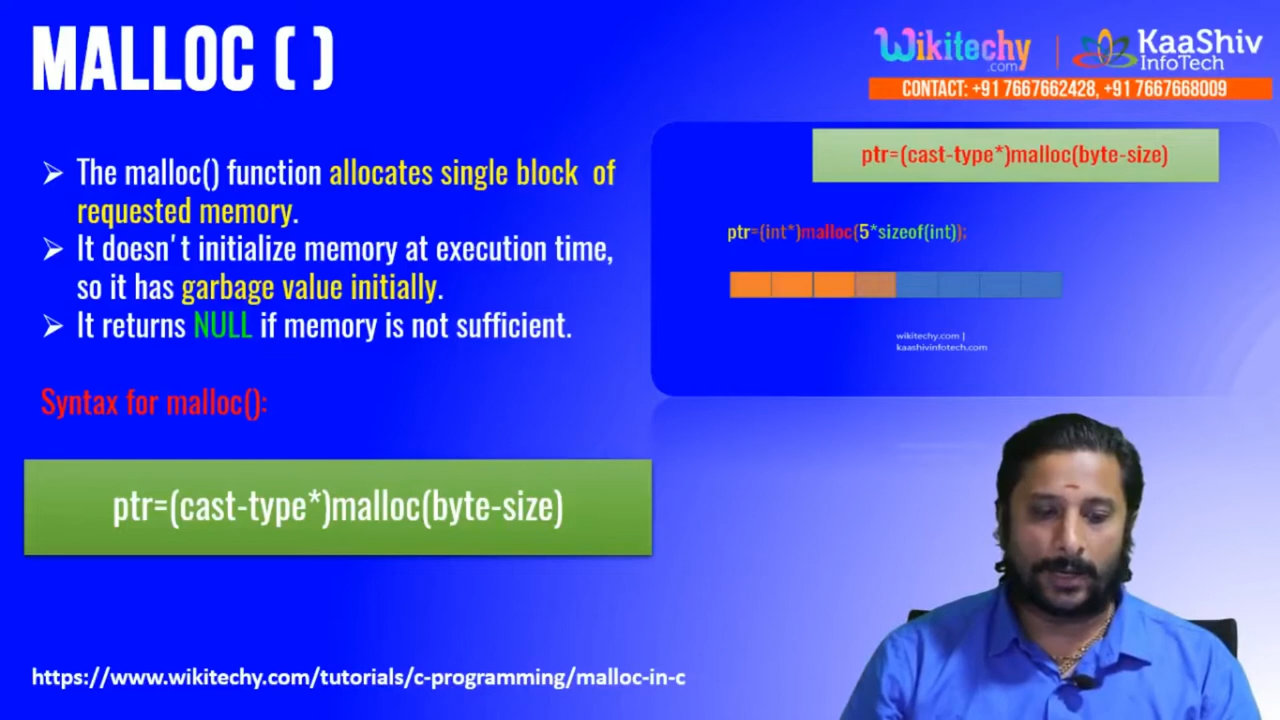 MALLOC ( )
Wikitechy
.com
KaaShiv
InfoTech
CONTACT: +91 7667662428, +91 7667668009
➢ The malloc() function allocates single block of
requested memory.
➢ It doesn't initialize memory at execution time,
so it has garbage value initially.
➢ It returns NULL if memory is not sufficient.
Syntax for malloc():
ptr=(cast-type*)malloc(byte-size)
ptr=(cast-type*)malloc(byte-size)
ptr=(int*)malloc(5*sizeof(int));
wikitechy.com |
kaashivinfotech.com
https://www.wikitechy.com/tutorials/c-programming/malloc-in-c